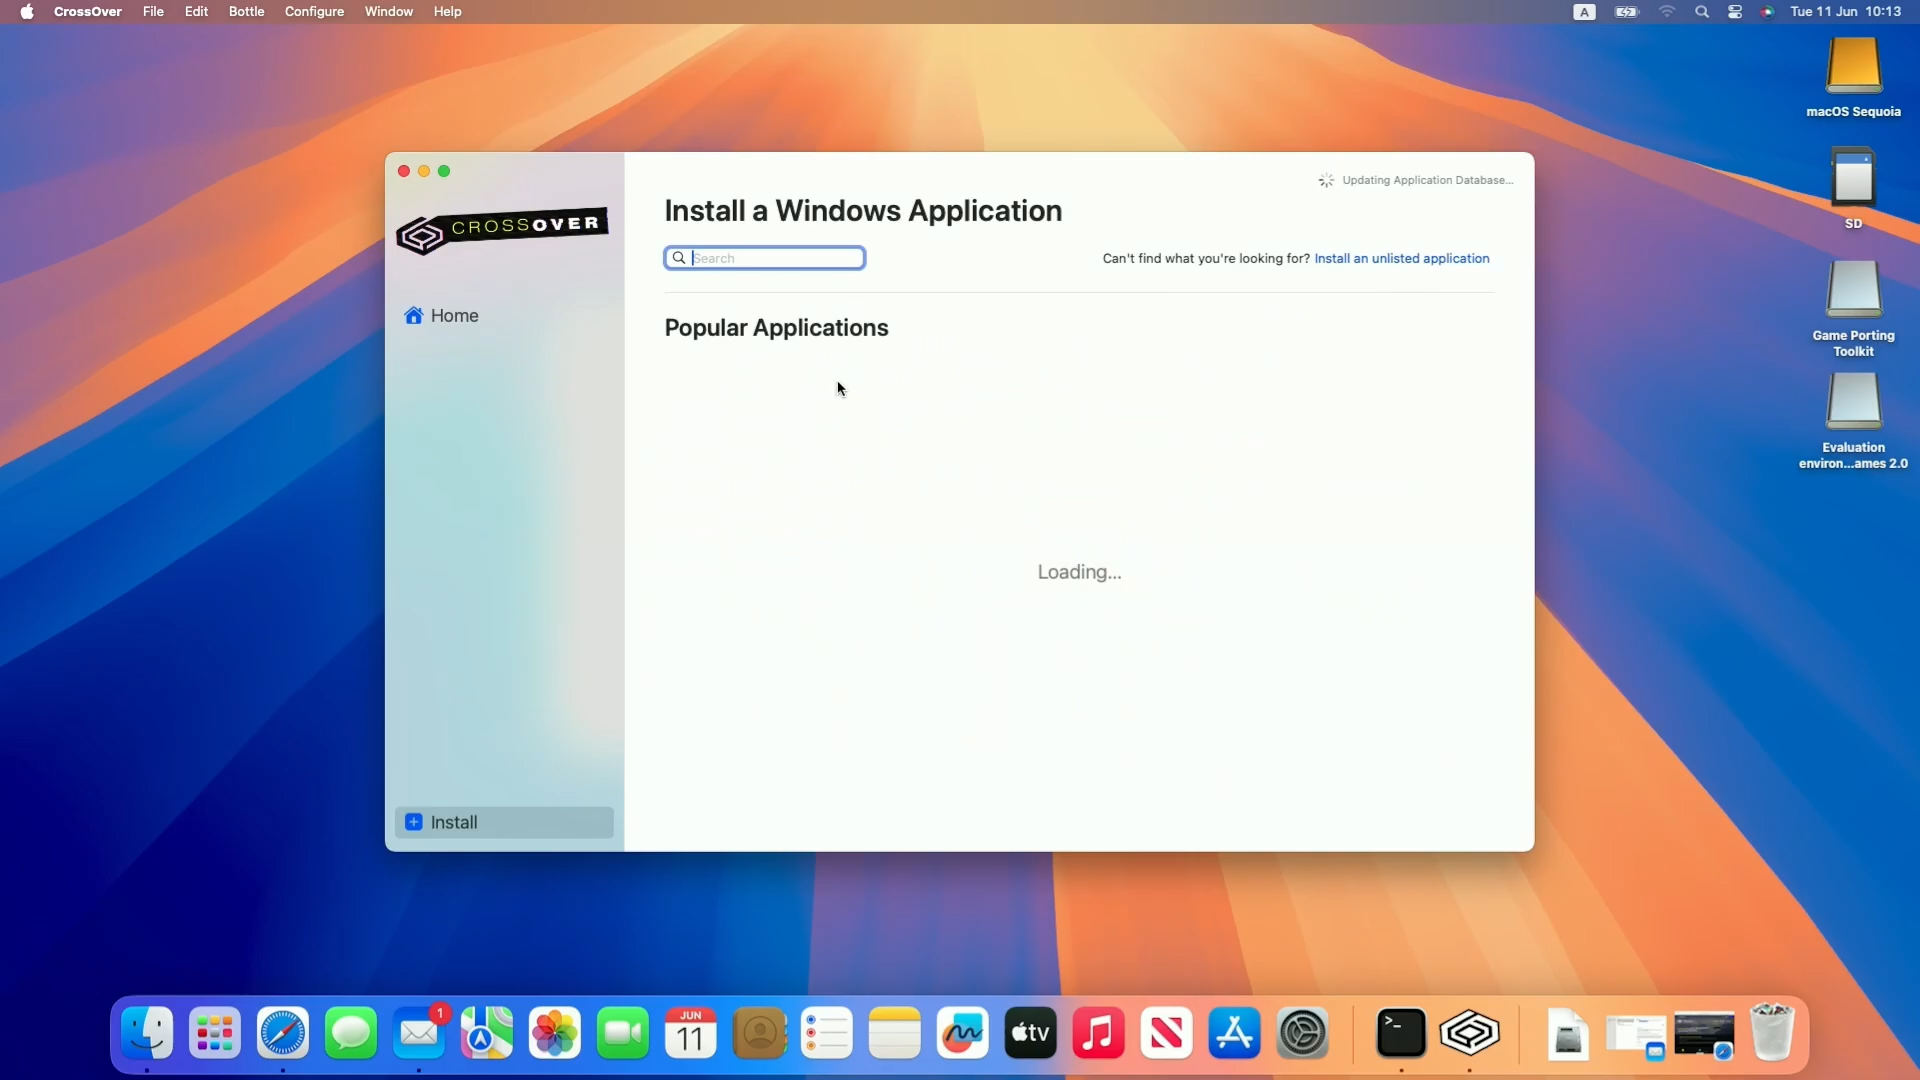 CrossOver File Edit Bottle Configure Window Help
A Tue 11 Jun 10:13
macOS Sequoia
SD
Game Porting
Toolkit
Evaluation
environ...ames 2.0
CROSSOVER
Home
Install
Updating Application Database...
Install a Windows Application
Search
Can't find what you're looking for? Install an unlisted application
Popular Applications
Loading...
1
JUN
11
tv
>_